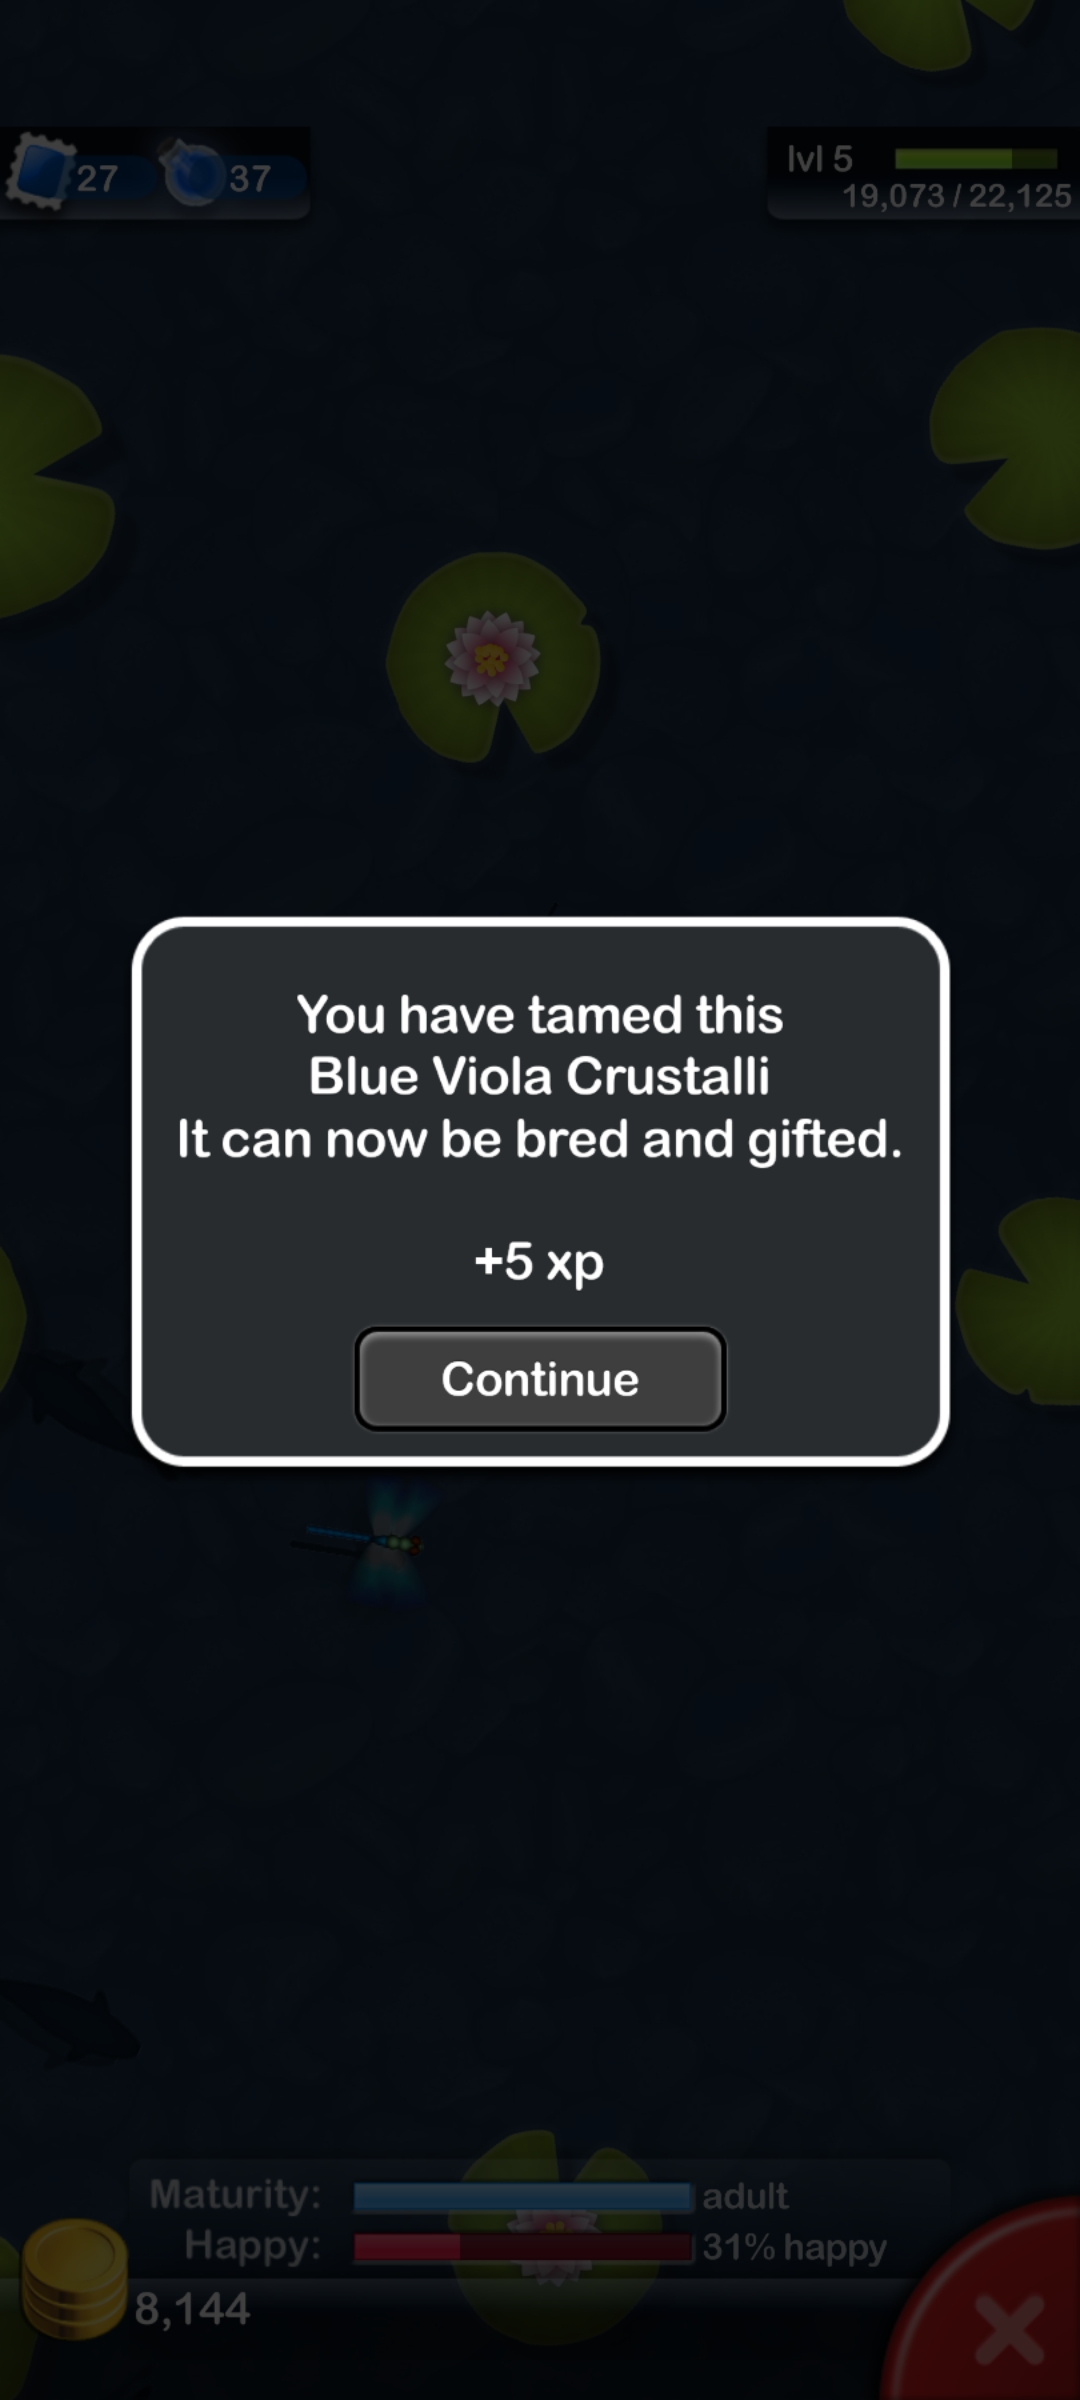 27 37
lvl 5
19,073 / 22,125
You have tamed this
Blue Viola Crustalli
It can now be bred and gifted.
+5 xp
Continue
Maturity: adult
Happy: 31% happy
8,144